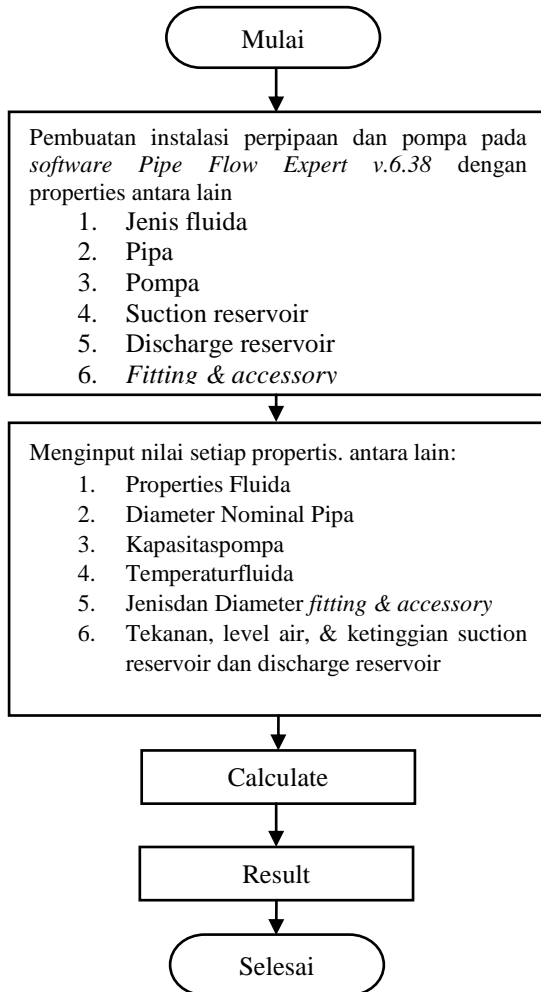 Mulai
Pembuatan instalasi perpipaan dan pompa pada
software Pipe Flow Expert v.6.38 dengan
properties antara lain
1. Jenis fluida
2. Pipa
3. Pompa
4. Suction reservoir
5. Discharge reservoir
6. Fitting & accessory
Menginput nilai setiap propertis. antara lain:
1. Properties Fluida
2. Diameter Nominal Pipa
3. Kapasitaspompa
4. Temperaturfluida
5. Jenisdan Diameter fitting & accessory
6. Tekanan, level air, & ketinggian suction
reservoir dan discharge reservoir
Calculate
Result
Selesai